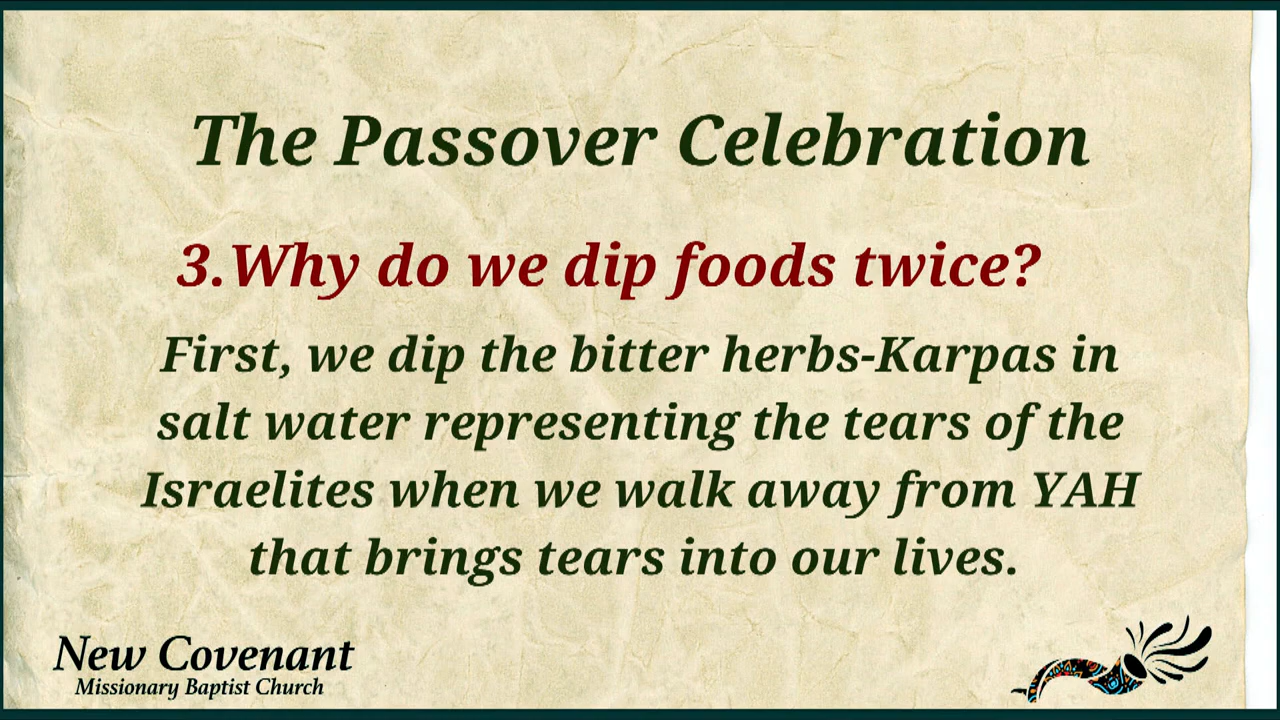 The Passover Celebration
3.Why do we dip foods twice?
First, we dip the bitter herbs-Karpas in
salt water representing the tears of the
Israelites when we walk away from YAH
that brings tears into our lives.
New Covenant
Missionary Baptist Church